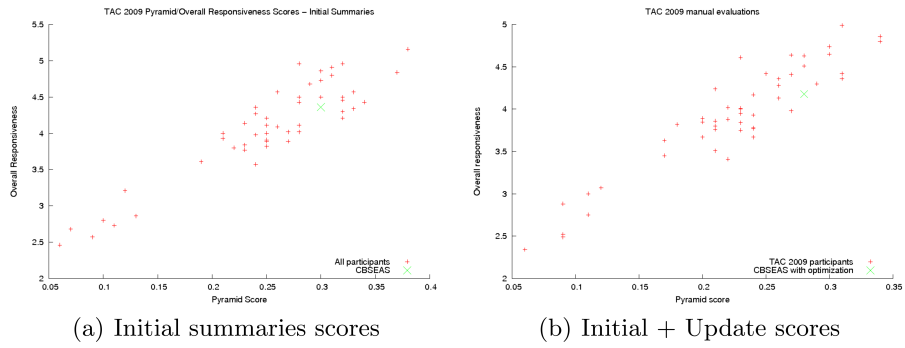 TAC 2009 Pyramid/Overall Responsiveness Scores – Initial Summaries
5.5
5
4.5
4
3.5
3
2.5
2
Overall Responsiveness
All participants
CBSEAS
0.05 0.1 0.15 0.2 0.25 0.3 0.35 0.4
Pyramid Score
(a) Initial summaries scores
TAC 2009 manual evaluations
5
4.5
4
3.5
3
2.5
2
Overall responsiveness
TAC 2009 participants
CBSEAS with optimization
0.05 0.1 0.15 0.2 0.25 0.3 0.35
Pyramid score
(b) Initial + Update scores